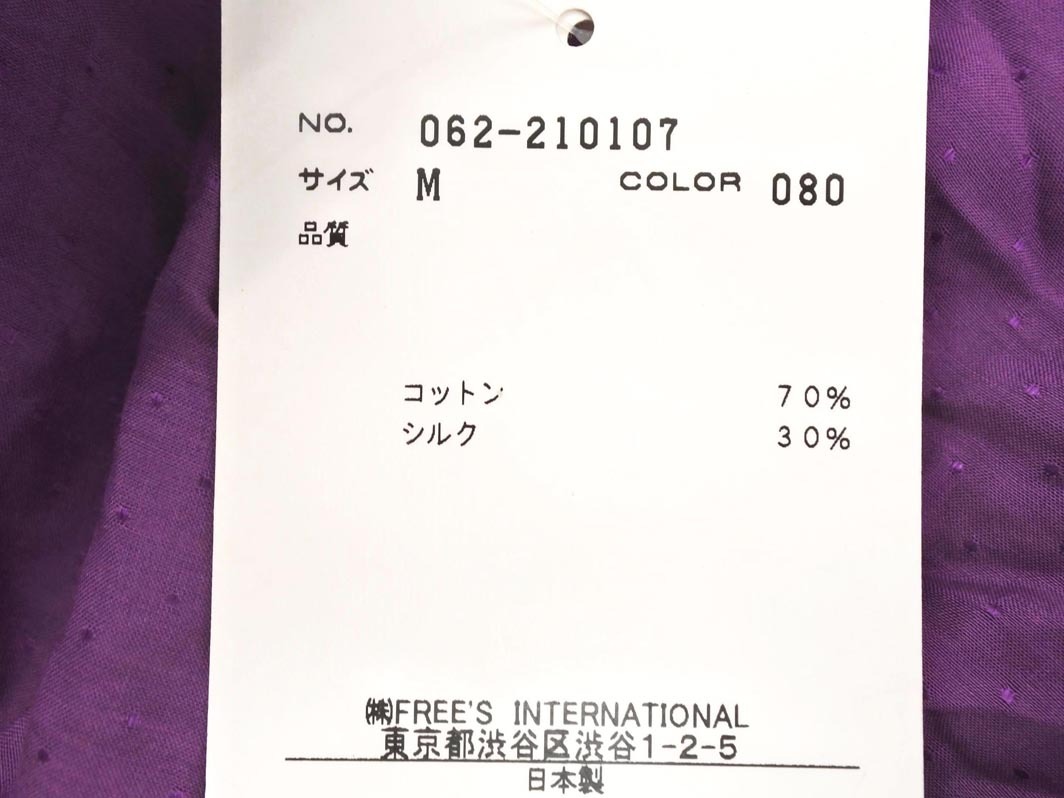 NO. 062-210107
サイズ M COLOR 080
品質
コットン 70%
シルク 30%
㈱FREE'S INTERNATIONAL
東京都渋谷区渋谷1-2-5
日本製